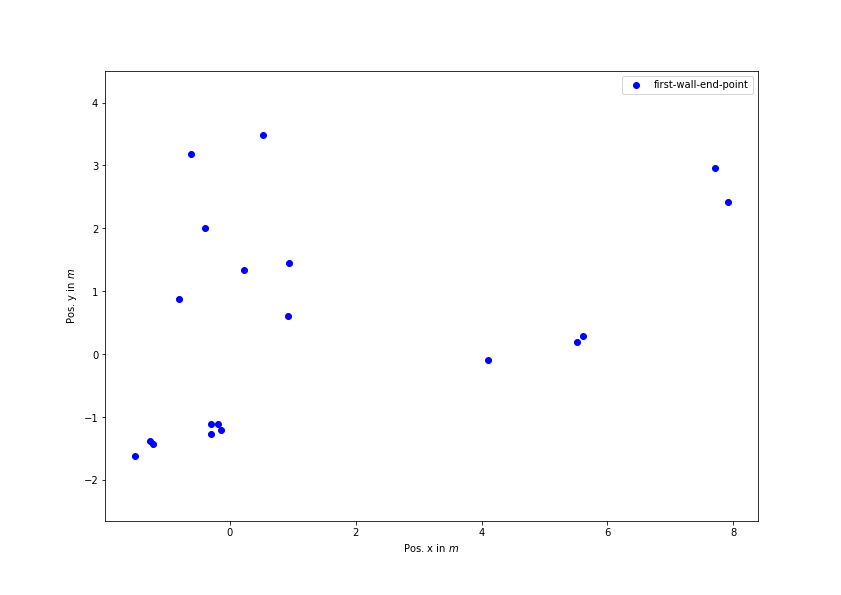 first-wall-end-point
4
3
2
1
0
−1
−2
Pos. y in m
0 2 4 6 8
Pos. x in m